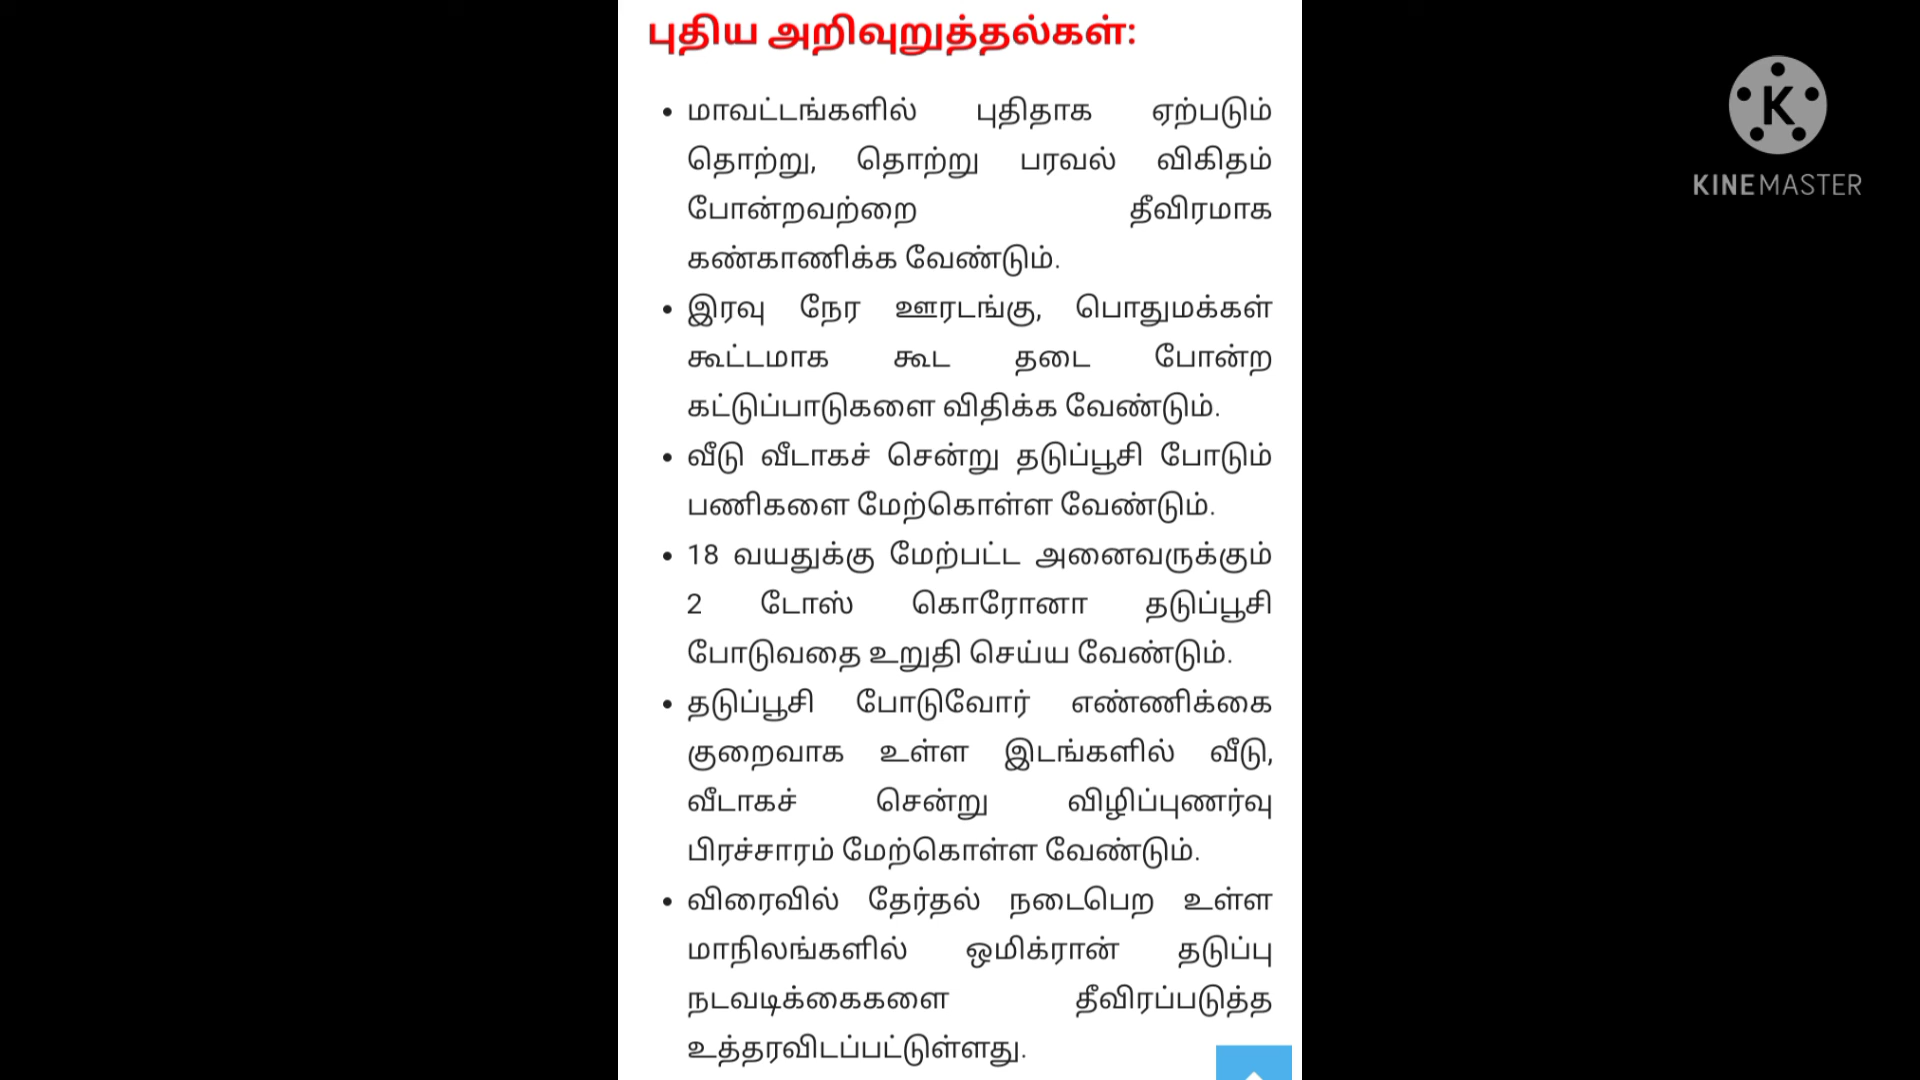 புதிய அறிவுறுத்தல்கள்:
• மாவட்டங்களில் புதிதாக ஏற்படும்
தொற்று, தொற்று பரவல் விகிதம்
போன்றவற்றை தீவிரமாக
கண்காணிக்க வேண்டும்.
• இரவு நேர ஊரடங்கு, பொதுமக்கள்
கூட்டமாக கூட தடை போன்ற
கட்டுப்பாடுகளை விதிக்க வேண்டும்.
• வீடு வீடாகச் சென்று தடுப்பூசி போடும்
பணிகளை மேற்கொள்ள வேண்டும்.
• 18 வயதுக்கு மேற்பட்ட அனைவருக்கும்
2 டோஸ் கொரோனா தடுப்பூசி
போடுவதை உறுதி செய்ய வேண்டும்.
• தடுப்பூசி போடுவோர் எண்ணிக்கை
குறைவாக உள்ள இடங்களில் வீடு,
வீடாகச் சென்று விழிப்புணர்வு
பிரச்சாரம் மேற்கொள்ள வேண்டும்.
• விரைவில் தேர்தல் நடைபெற உள்ள
மாநிலங்களில் ஒமிக்ரான் தடுப்பு
நடவடிக்கைகளை தீவிரப்படுத்த
உத்தரவிடப்பட்டுள்ளது.
K
KINEMASTER